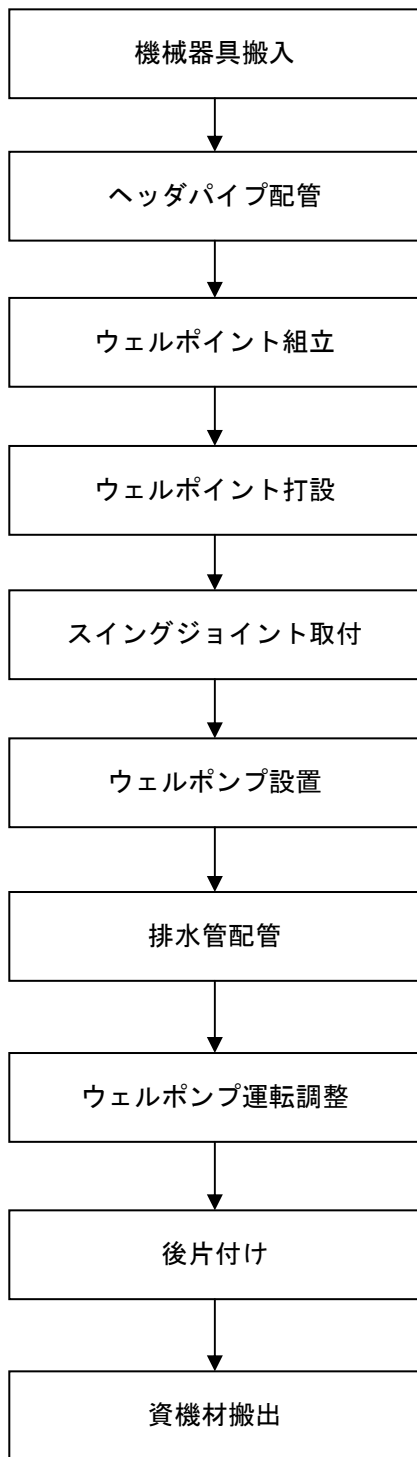 機械器具搬入
ヘッダパイプ配管
ウェルポイント組立
ウェルポイント打設
スイングジョイント取付
ウェルポンプ設置
排水管配管
ウェルポンプ運転調整
後片付け
資機材搬出